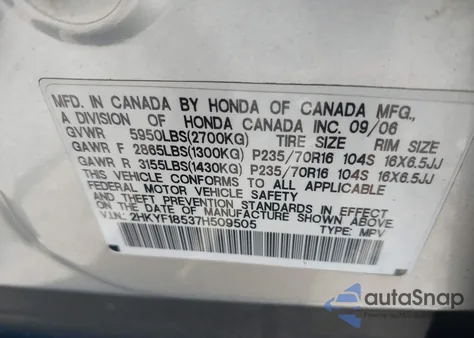 MFD. IN CANADA BY HONDA OF CANADA MFG.,
A DIVISION OF HONDA CANADA INC. 09/06
GVWR 5950LBS(2700KG) TIRE SIZE RIM SIZE
GAWR F 2865LBS(1300KG) P235/70R16 104S 16X6.5JJ
GAWR R 3155LBS(1430KG) P235/70R16 104S 16X6.5JJ
THIS VEHICLE CONFORMS TO ALL APPLICABLE
FEDERAL MOTOR VEHICLE SAFETY
AND THEFT PREVENTION STANDARDS IN EFFECT
ON THE DATE OF MANUFACTURE SHOWN ABOVE.
V.I.N: 2HKYF18537H509505 TYPE: MPV
autoSnap